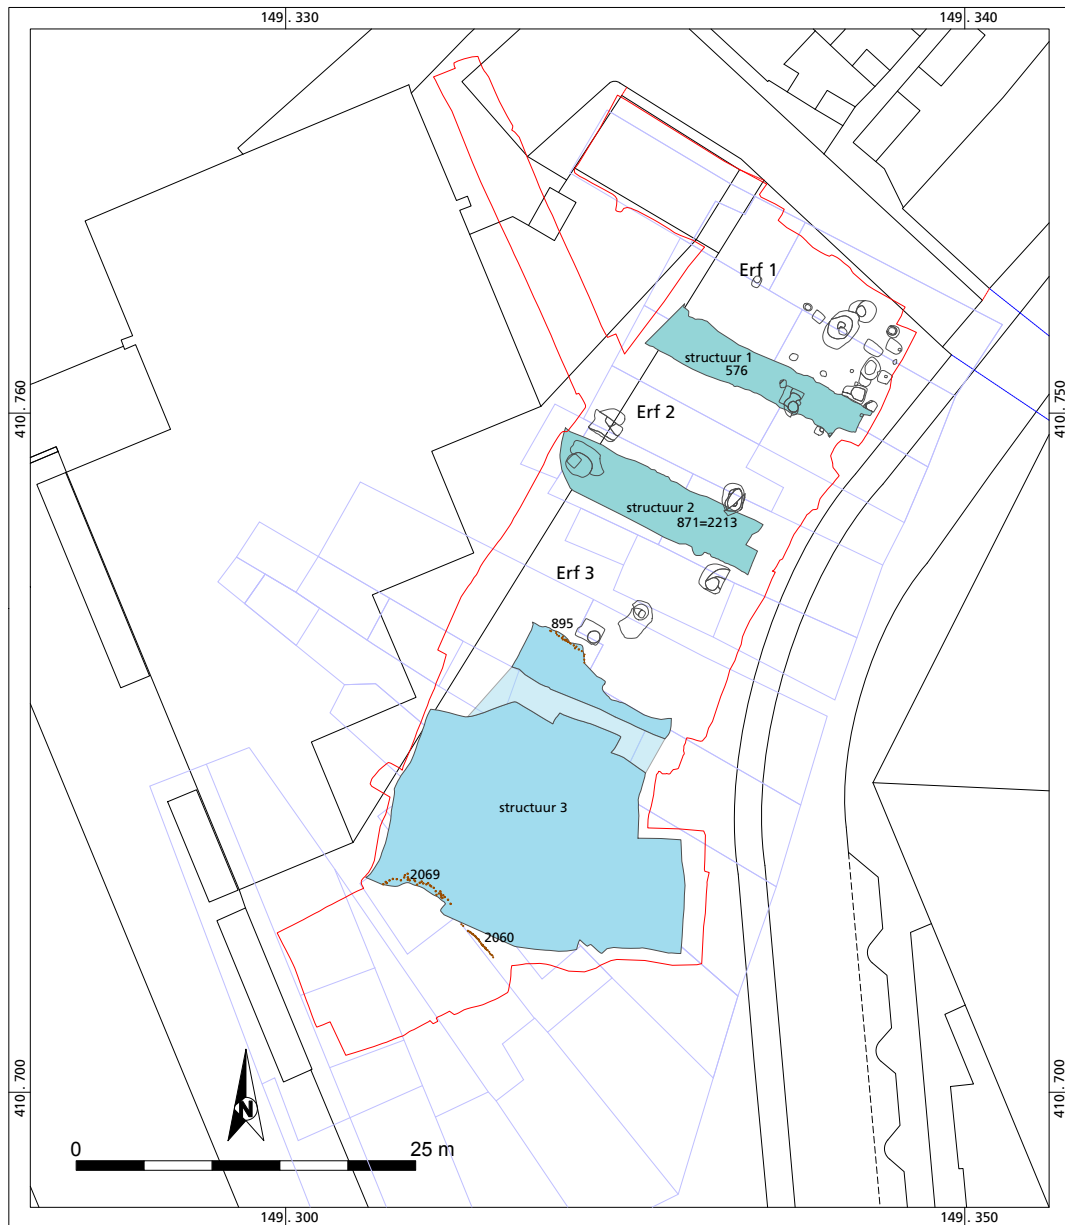 149. 330
149. 340
Erf 1
structuur 1
576
410. 760
410. 750
Erf 2
structuur 2
871=2213
Erf 3
895
structuur 3
2069
2060
410. 700
410. 700
N
0
25 m
149. 300
149. 350